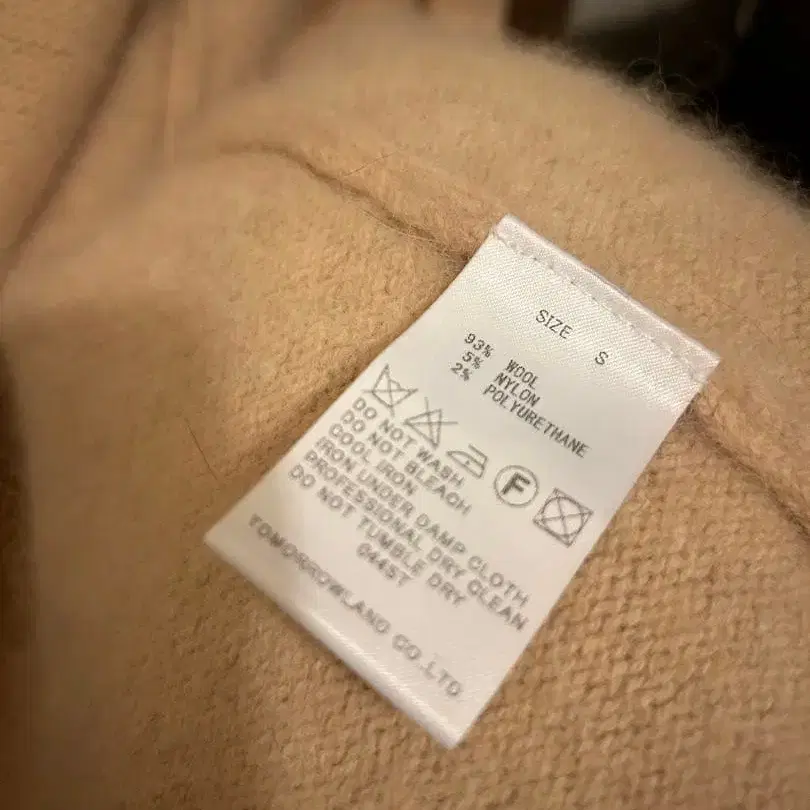 SIZE S
93% WOOL
5% NYLON
2% POLYURETHANE
F
DO NOT WASH
DO NOT BLEACH
COOL IRON
IRON UNDER DAMP CLOTH
PROFESSIONAL DRY CLEAN
DO NOT TUMBLE DRY
TOMORROWLAND CO.LTD